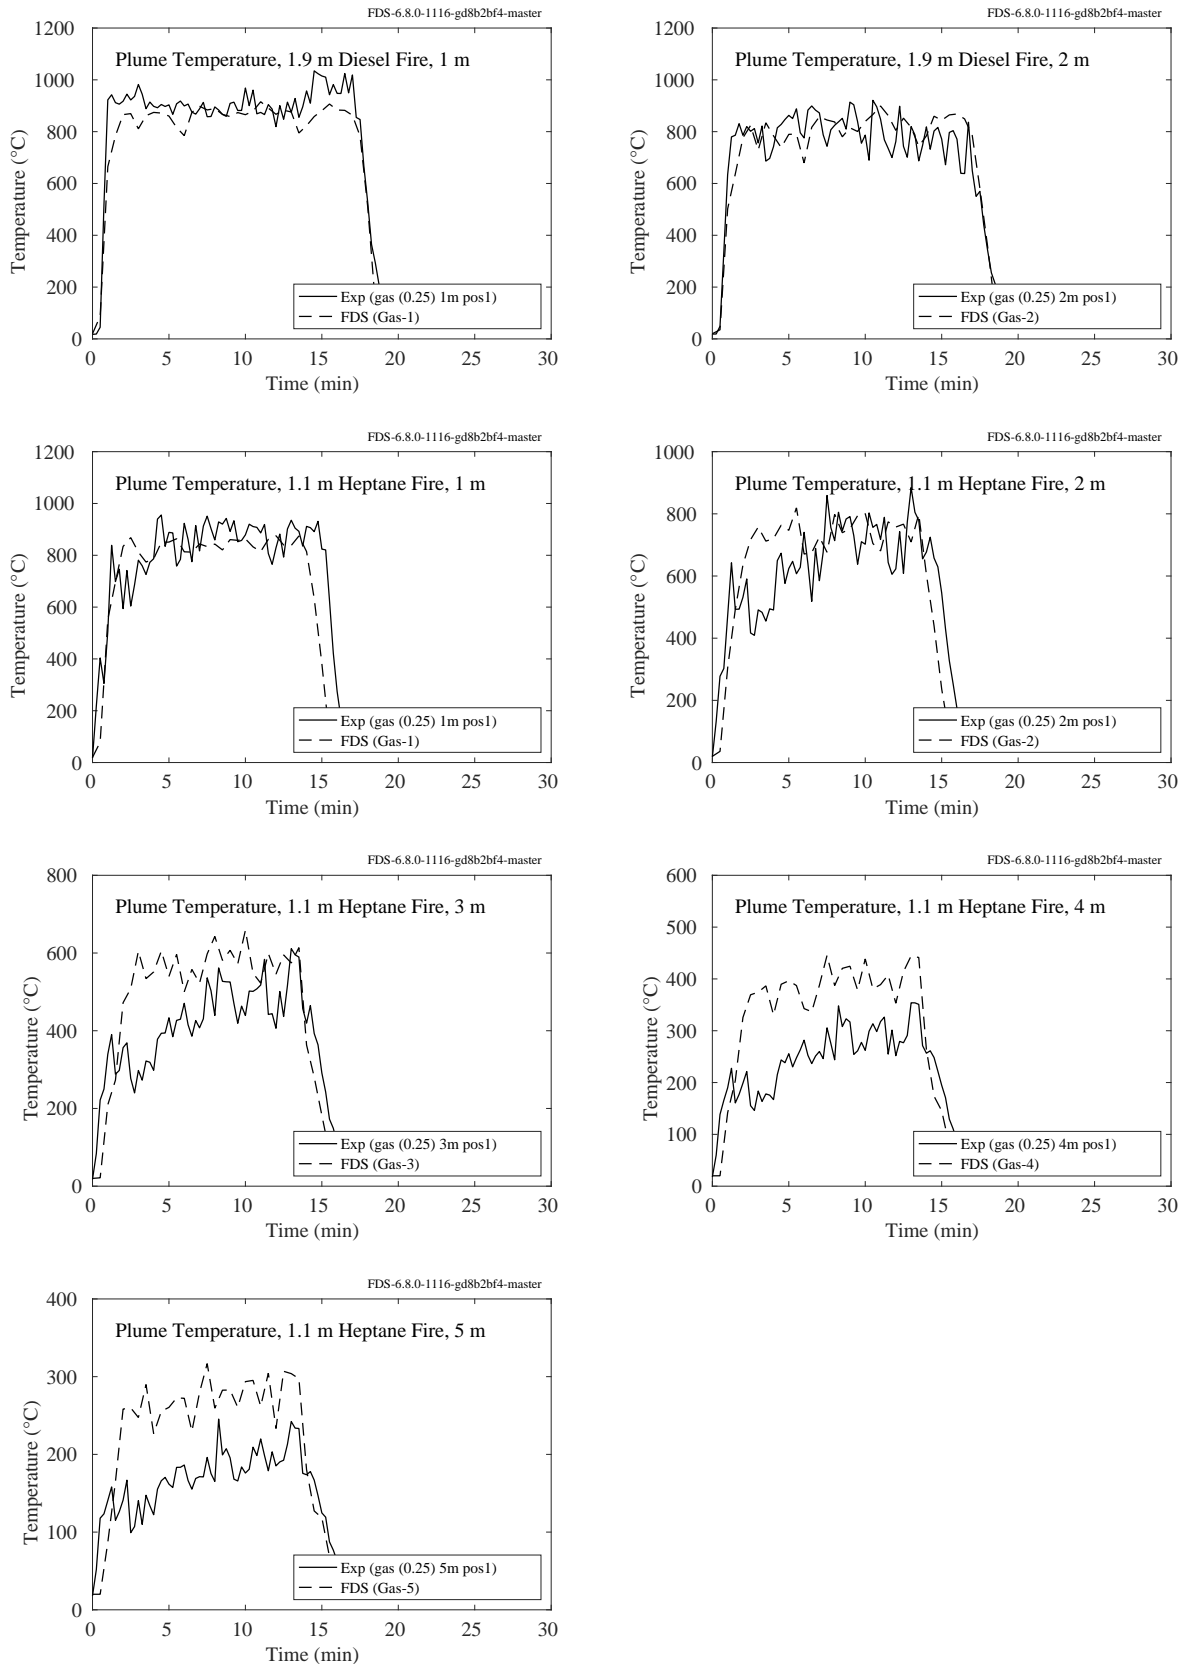 FDS-6.8.0-1116-gd8b2bf4-master
Plume Temperature, 1.9 m Diesel Fire, 1 m
Temperature (°C)
1200
1000
800
600
400
200
0
Exp (gas (0.25) 1m pos1)
FDS (Gas-1)
0 5 10 15 20 25 30
Time (min)
FDS-6.8.0-1116-gd8b2bf4-master
Plume Temperature, 1.9 m Diesel Fire, 2 m
Temperature (°C)
1200
1000
800
600
400
200
0
Exp (gas (0.25) 2m pos1)
FDS (Gas-2)
0 5 10 15 20 25 30
Time (min)
FDS-6.8.0-1116-gd8b2bf4-master
Plume Temperature, 1.1 m Heptane Fire, 1 m
Temperature (°C)
1200
1000
800
600
400
200
0
Exp (gas (0.25) 1m pos1)
FDS (Gas-1)
0 5 10 15 20 25 30
Time (min)
FDS-6.8.0-1116-gd8b2bf4-master
Plume Temperature, 1.1 m Heptane Fire, 2 m
Temperature (°C)
1000
800
600
400
200
0
Exp (gas (0.25) 2m pos1)
FDS (Gas-2)
0 5 10 15 20 25 30
Time (min)
FDS-6.8.0-1116-gd8b2bf4-master
Plume Temperature, 1.1 m Heptane Fire, 3 m
Temperature (°C)
800
600
400
200
0
Exp (gas (0.25) 3m pos1)
FDS (Gas-3)
0 5 10 15 20 25 30
Time (min)
FDS-6.8.0-1116-gd8b2bf4-master
Plume Temperature, 1.1 m Heptane Fire, 4 m
Temperature (°C)
600
500
400
300
200
100
0
Exp (gas (0.25) 4m pos1)
FDS (Gas-4)
0 5 10 15 20 25 30
Time (min)
FDS-6.8.0-1116-gd8b2bf4-master
Plume Temperature, 1.1 m Heptane Fire, 5 m
Temperature (°C)
400
300
200
100
0
Exp (gas (0.25) 5m pos1)
FDS (Gas-5)
0 5 10 15 20 25 30
Time (min)